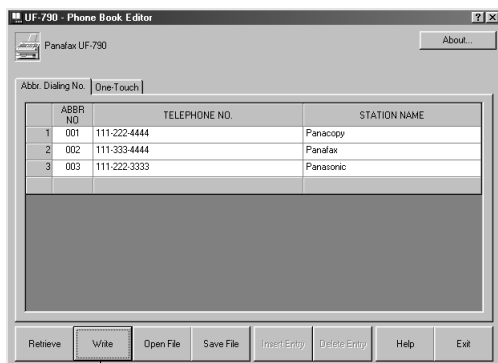 UF-790 - Phone Book Editor
Panafax UF-790
About...
Abbr. Dialing No. One-Touch
ABBR NO TELEPHONE NO. STATION NAME
1 001 111-222-4444 Panacopy
2 002 111-333-4444 Panafax
3 003 111-222-3333 Panasonic
Retrieve Write Open File Save File Insert Entry Delete Entry Help Exit